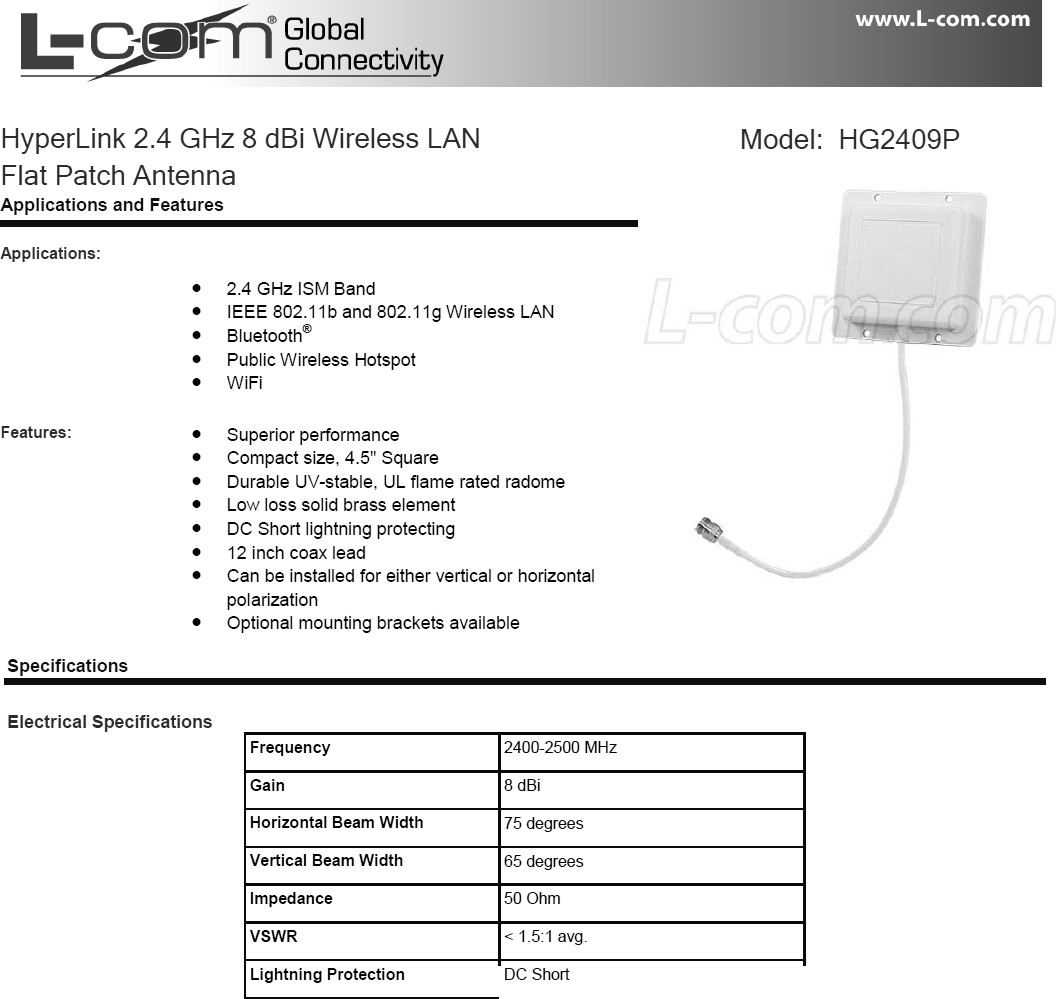 L-com® Global
Connectivity
www.L-com.com
HyperLink 2.4 GHz 8 dBi Wireless LAN
Flat Patch Antenna
Model: HG2409P
Applications and Features
Applications:
● 2.4 GHz ISM Band
● IEEE 802.11b and 802.11g Wireless LAN
● Bluetooth®
● Public Wireless Hotspot
● WiFi
L-com.com
Features:
● Superior performance
● Compact size, 4.5" Square
● Durable UV-stable, UL flame rated radome
● Low loss solid brass element
● DC Short lightning protecting
● 12 inch coax lead
● Can be installed for either vertical or horizontal
polarization
● Optional mounting brackets available
Specifications
Electrical Specifications
Frequency 2400-2500 MHz
Gain 8 dBi
Horizontal Beam Width 75 degrees
Vertical Beam Width 65 degrees
Impedance 50 Ohm
VSWR < 1.5:1 avg.
Lightning Protection DC Short